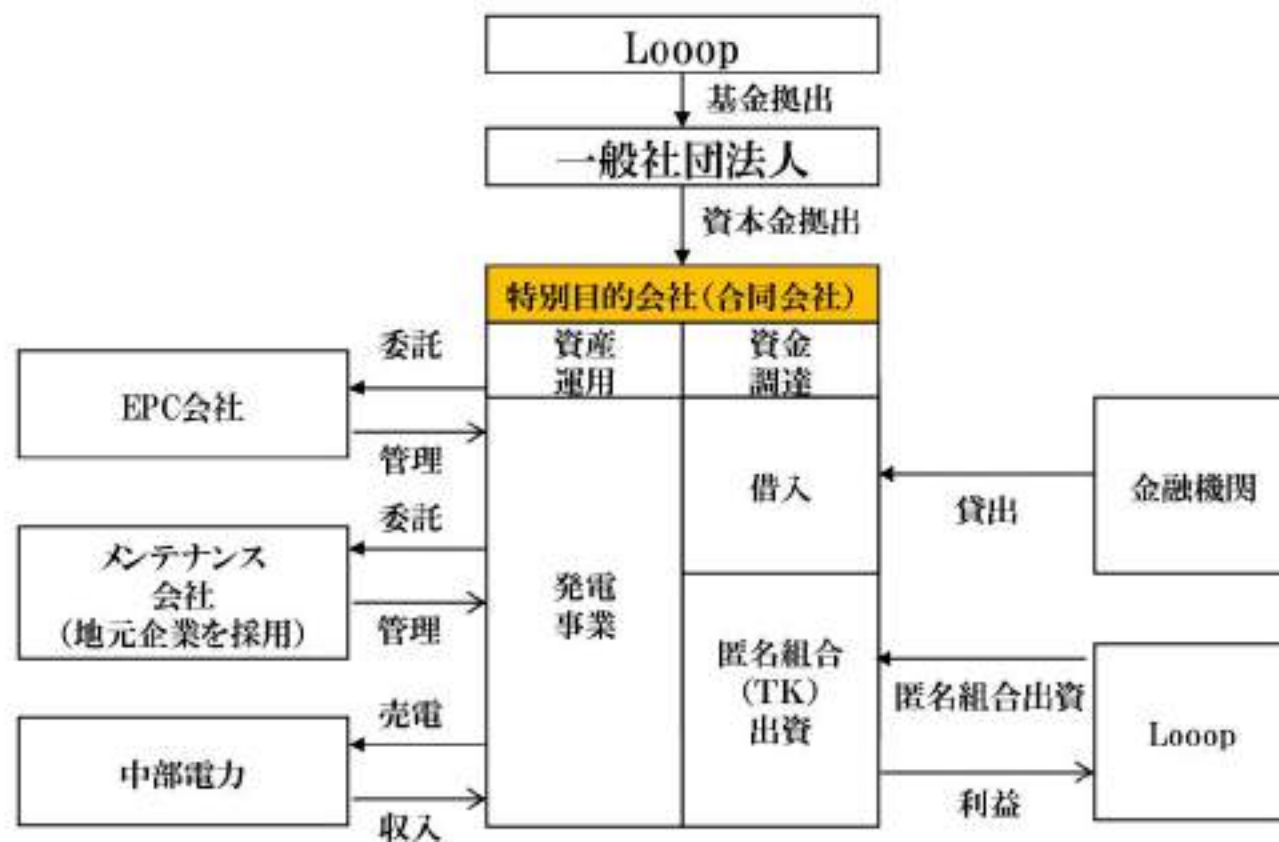 Looop
基金拠出
一般社団法人
資本金拠出
特別目的会社(合同会社)
資産
運用
資金
調達
委託
EPC会社
管理
委託
メンテナンス
会社
(地元企業を採用)
管理
売電
中部電力
収入
発電
事業
借入
貸出
金融機関
匿名組合
(TK)
出資
匿名組合出資
Looop
利益